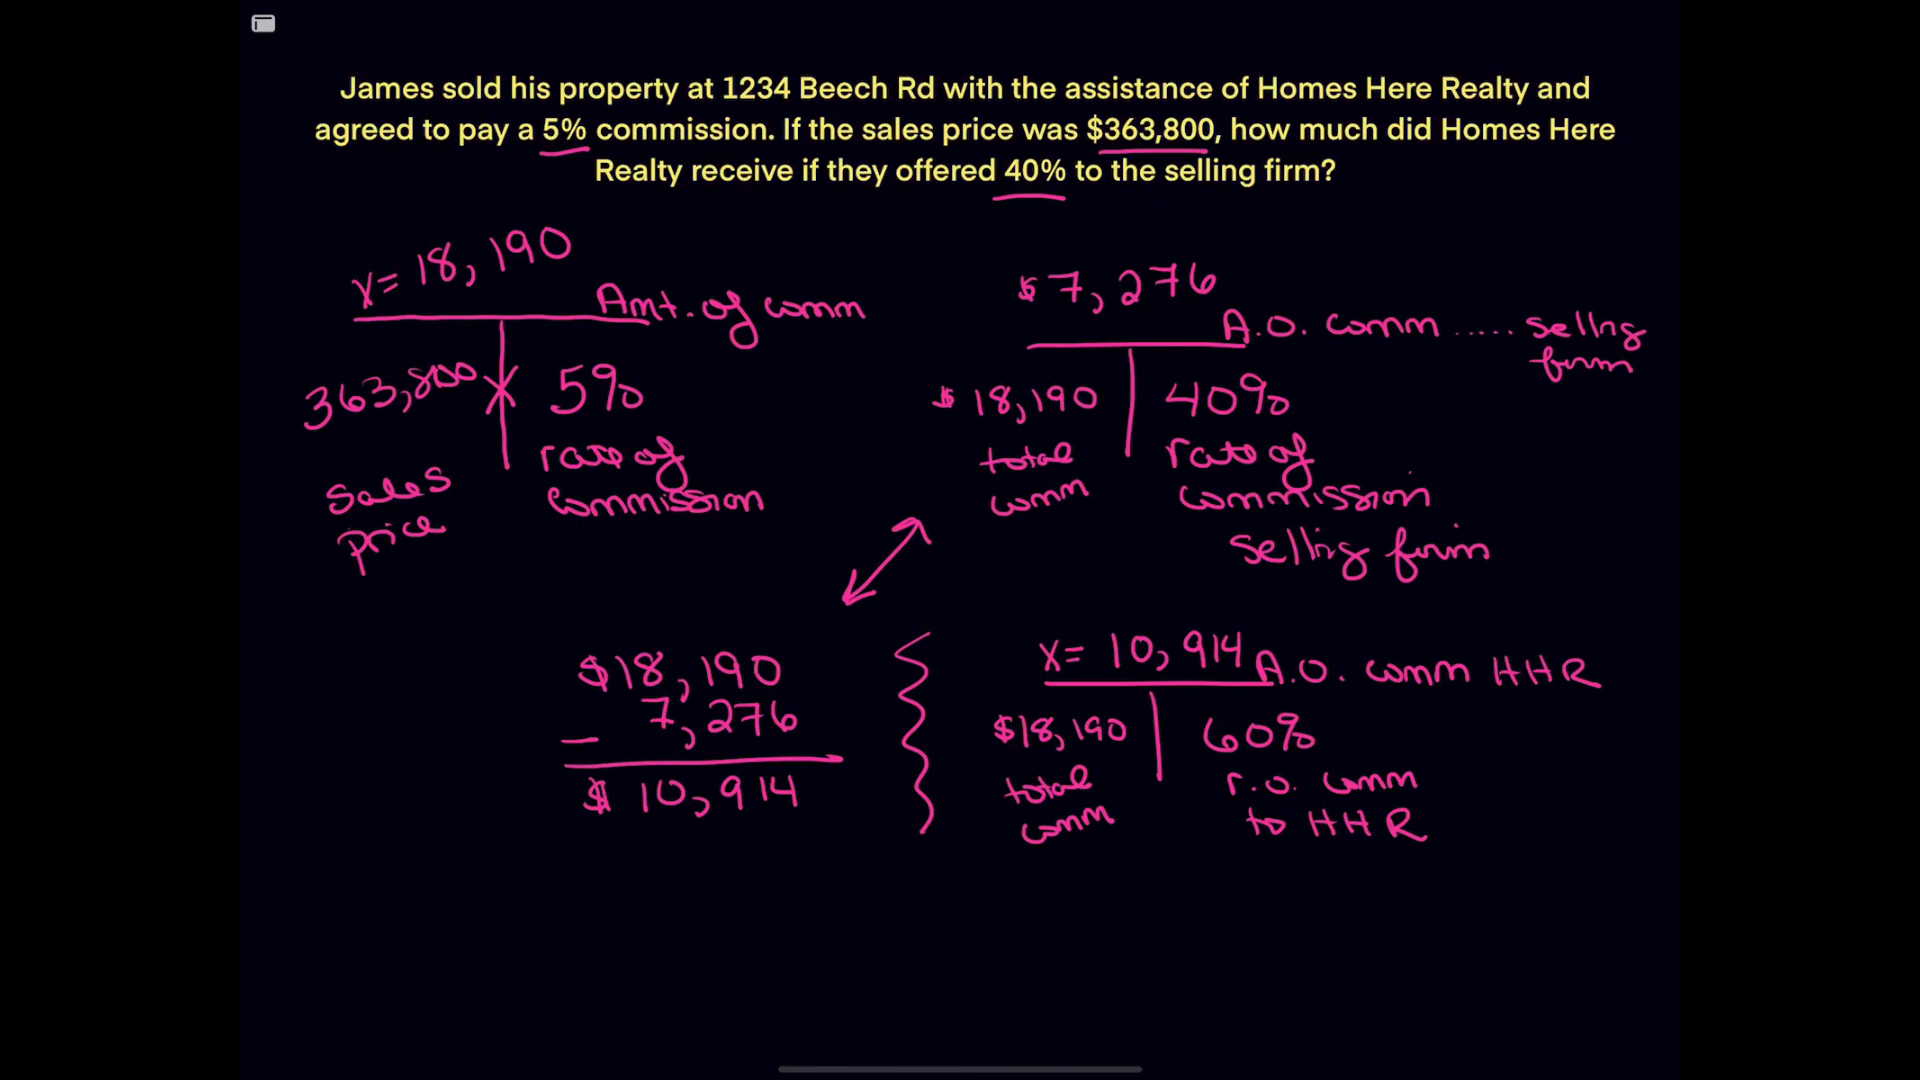 James sold his property at 1234 Beech Rd with the assistance of Homes Here Realty and
agreed to pay a 5% commission. If the sales price was $363,800, how much did Homes Here
Realty receive if they offered 40% to the selling firm?
x= 18,190
Amt. of comm
363,800 x 5%
sales
price
rate of
commission
$7,276
A.O. comm ..... selling
firm
$18,190 40%
total
comm
rate of
commission
selling firm
$18,190
- 7,276
$ 10,914
x= 10,914 A.O. comm HHR
$18,190 60%
total
comm
r.o. comm
to HHR